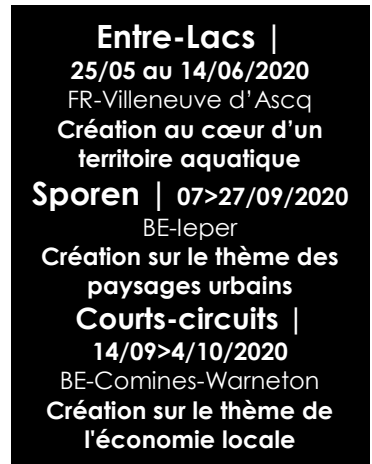 Entre-Lacs |
25/05 au 14/06/2020
FR-Villeneuve d’Ascq
Création au cœur d’un
territoire aquatique
Sporen | 07>27/09/2020
BE-Ieper
Création sur le thème des
paysages urbains
Courts-circuits |
14/09>4/10/2020
BE-Comines-Warneton
Création sur le thème de
l'économie locale